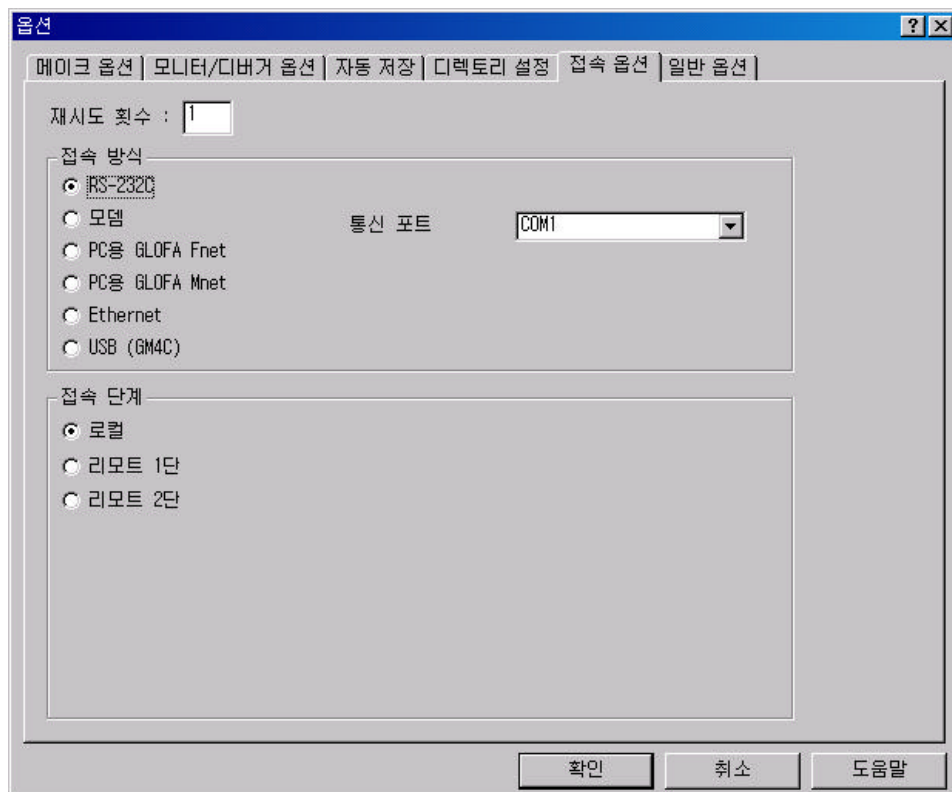 옵션
메이크 옵션 모니터/디버거 옵션 자동 저장 디렉토리 설정 접속 옵션 일반 옵션
재시도 횟수 : 1
접속 방식
RS-232C
모뎀 통신 포트 COM1
PC용 GLOFA Fnet
PC용 GLOFA Mnet
Ethernet
USB (GM4C)
접속 단계
로컬
리모트 1단
리모트 2단
확인 취소 도움말